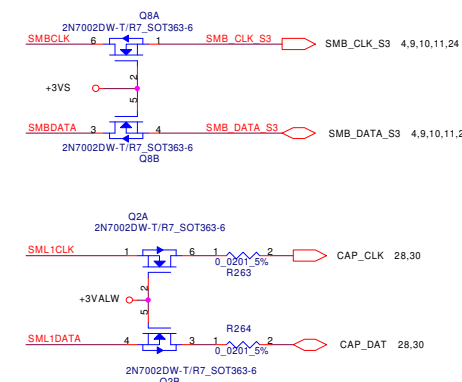 Q8A
2N7002DW-T/R7_SOT363-6
SMBCLK 6 1 SMB_CLK_S3 SMB_CLK_S3 4,9,10,11,24
2
+3VS
5
SMBDATA 3 4 SMB_DATA_S3 SMB_DATA_S3 4,9,10,11,2
2N7002DW-T/R7_SOT363-6
Q8B
Q2A
2N7002DW-T/R7_SOT363-6
SML1CLK 1 6 1 2 CAP_CLK 28,30
0_0201_5%
R263
2
+3VALW
5
R264
SML1DATA 4 3 1 2 CAP_DAT 28,30
0_0201_5%
2N7002DW-T/R7_SOT363-6
Q2B